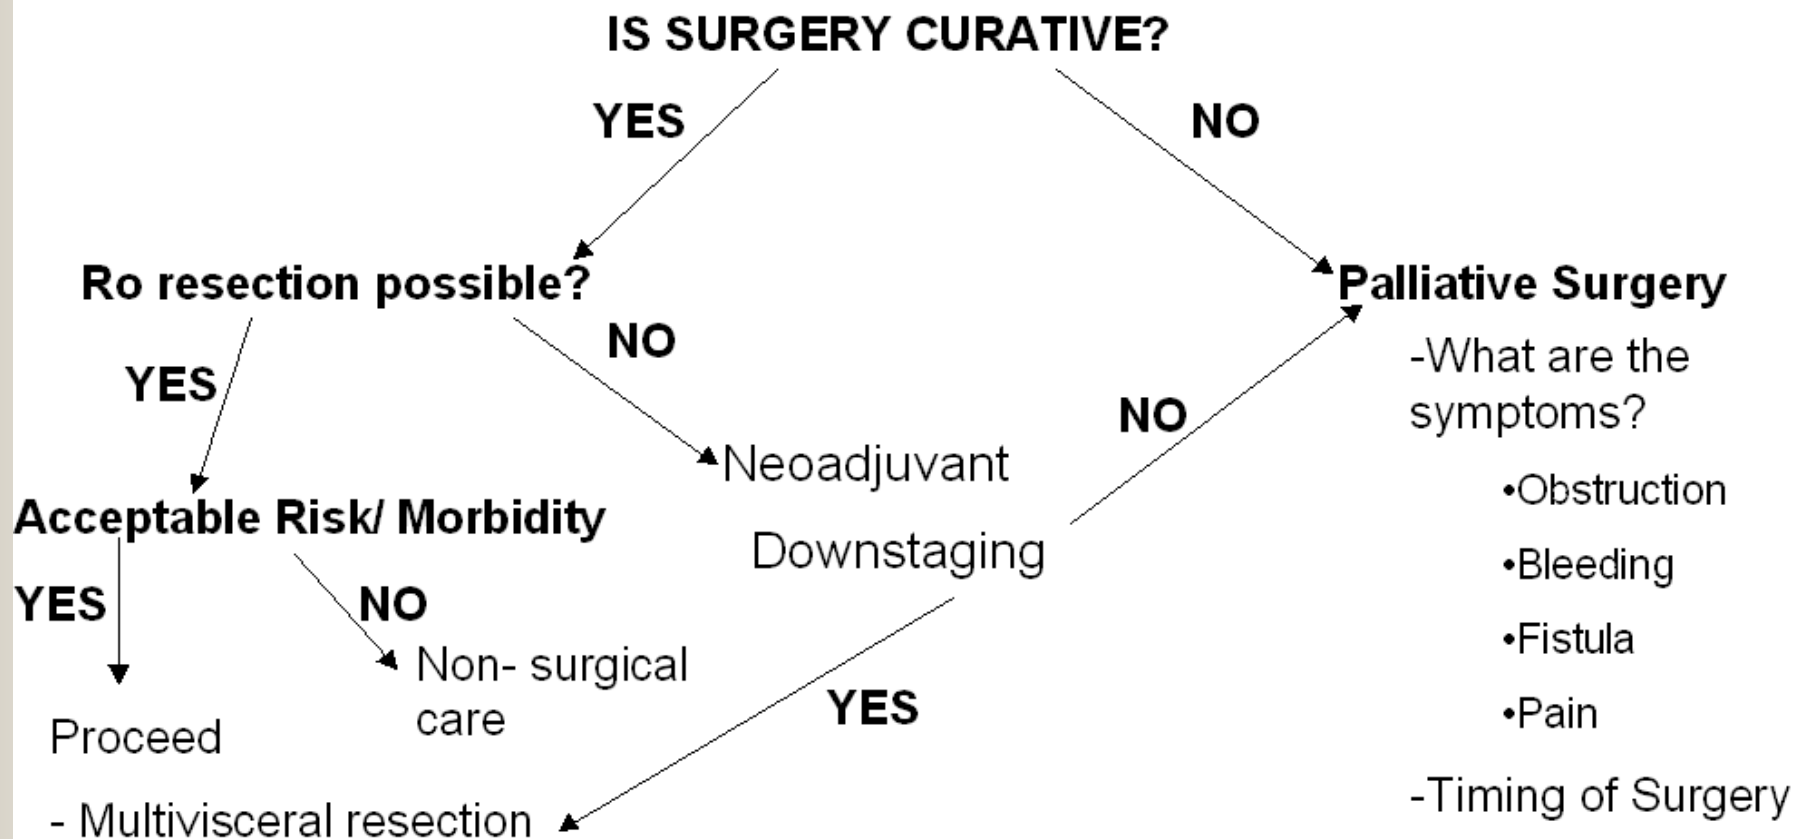 IS SURGERY CURATIVE?
YES
NO
Ro resection possible?
Palliative Surgery
YES
NO
NO
-What are the
symptoms?
Neoadjuvant
Downstaging
•Obstruction
•Bleeding
•Fistula
•Pain
-Timing of Surgery
Acceptable Risk/ Morbidity
YES
NO
Non- surgical
care
YES
Proceed
- Multivisceral resection